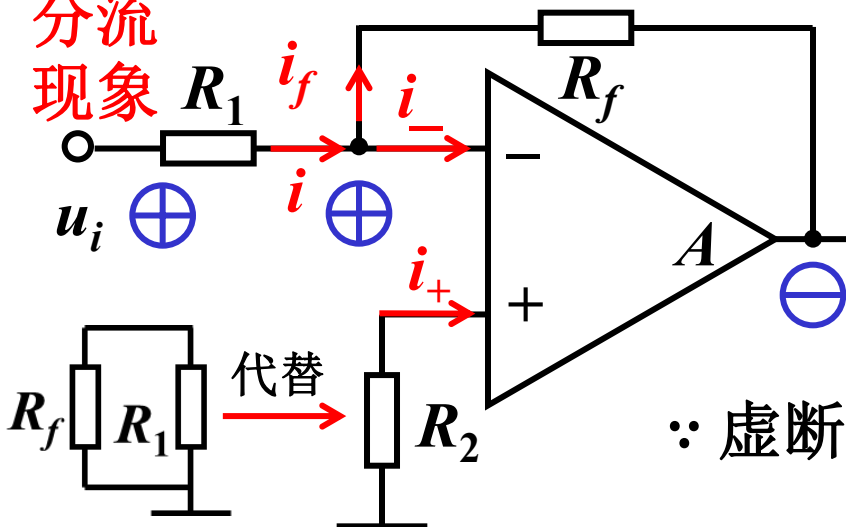 分流
现象
R1
if
i−
Rf
i
ui
−
A
i+
+
代替
Rf
R1
R2
∵ 虚断